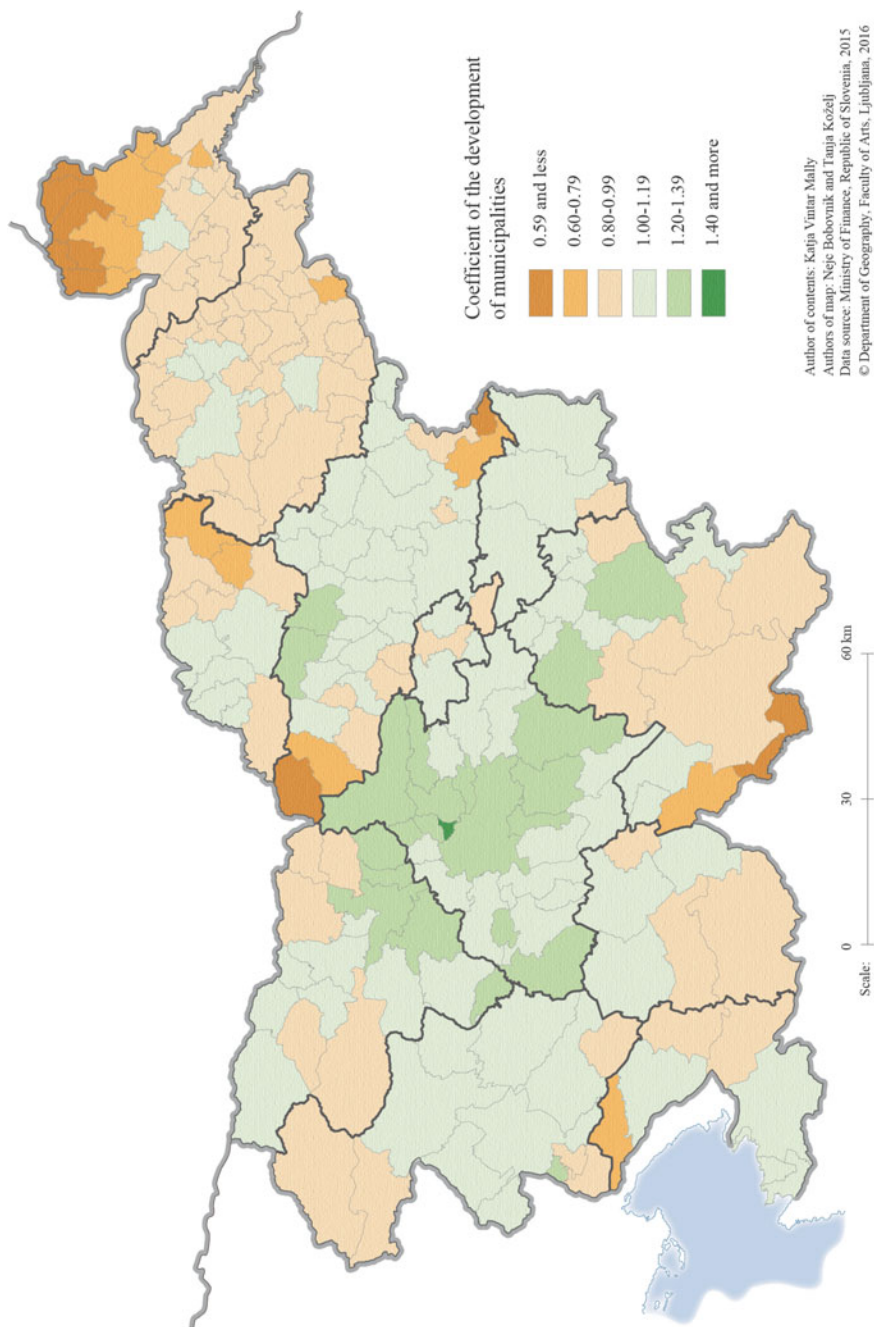 Coefficient of the development
of municipalities
0.59 and less
0.60-0.79
0.80-0.99
1.00-1.19
1.20-1.39
1.40 and more
Scale:
0
30
60 km
Author of contents: Katja Vintar Mally
Authors of map: Neje Bobovnik and Tanja Koželj
Data source: Ministry of Finance, Republic of Slovenia, 2015
© Department of Geography, Faculty of Arts, Ljubljana, 2016